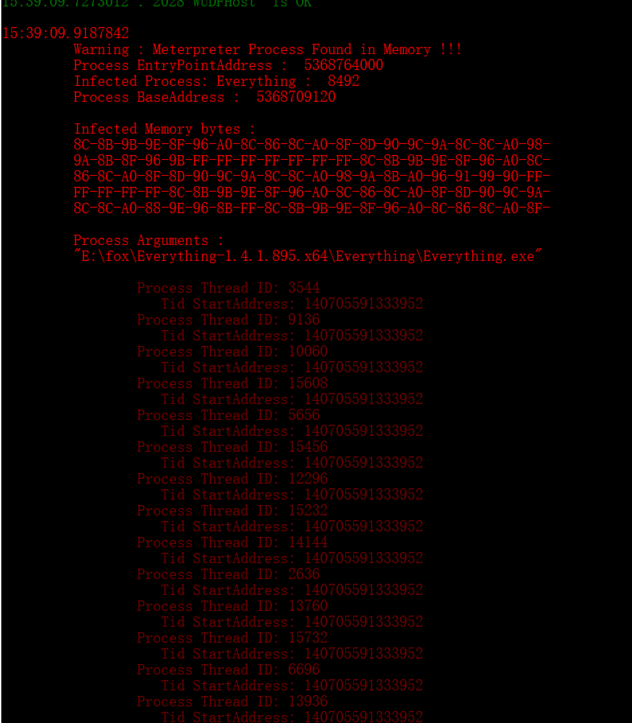 15:39:09.7273012 : 2028 WUDFHost  Is OK
15:39:09.9187842
Warning : Meterpreter Process Found in Memory !!!
Process EntryPointAddress :  5368764000
Infected Process: Everything :  8492
Process BaseAddress :  5368709120
Infected Memory bytes :
8C-8B-9B-9E-8F-96-A0-8C-86-8C-A0-8F-8D-90-9C-9A-8C-8C-A0-98-
9A-8B-8F-96-9B-FF-FF-FF-FF-FF-FF-FF-8C-8B-9B-9E-8F-96-A0-8C-
86-8C-A0-8F-8D-90-9C-9A-8C-8C-A0-98-9A-8B-A0-96-91-99-90-FF-
FF-FF-FF-FF-8C-8B-9B-9E-8F-96-A0-8C-86-8C-A0-8F-8D-90-9C-9A-
8C-8C-A0-88-9E-96-8B-FF-8C-8B-9B-9E-8F-96-A0-8C-86-8C-A0-8F-
Process Arguments :
"E:\fox\Everything-1.4.1.895.x64\Everything\Everything.exe"
Process Thread ID: 3544
Tid StartAddress: 140705591333952
Process Thread ID: 9136
Tid StartAddress: 140705591333952
Process Thread ID: 10060
Tid StartAddress: 140705591333952
Process Thread ID: 15608
Tid StartAddress: 140705591333952
Process Thread ID: 5656
Tid StartAddress: 140705591333952
Process Thread ID: 15456
Tid StartAddress: 140705591333952
Process Thread ID: 12296
Tid StartAddress: 140705591333952
Process Thread ID: 15232
Tid StartAddress: 140705591333952
Process Thread ID: 14144
Tid StartAddress: 140705591333952
Process Thread ID: 2636
Tid StartAddress: 140705591333952
Process Thread ID: 13760
Tid StartAddress: 140705591333952
Process Thread ID: 15732
Tid StartAddress: 140705591333952
Process Thread ID: 6696
Tid StartAddress: 140705591333952
Process Thread ID: 13936
Tid StartAddress: 140705591333952